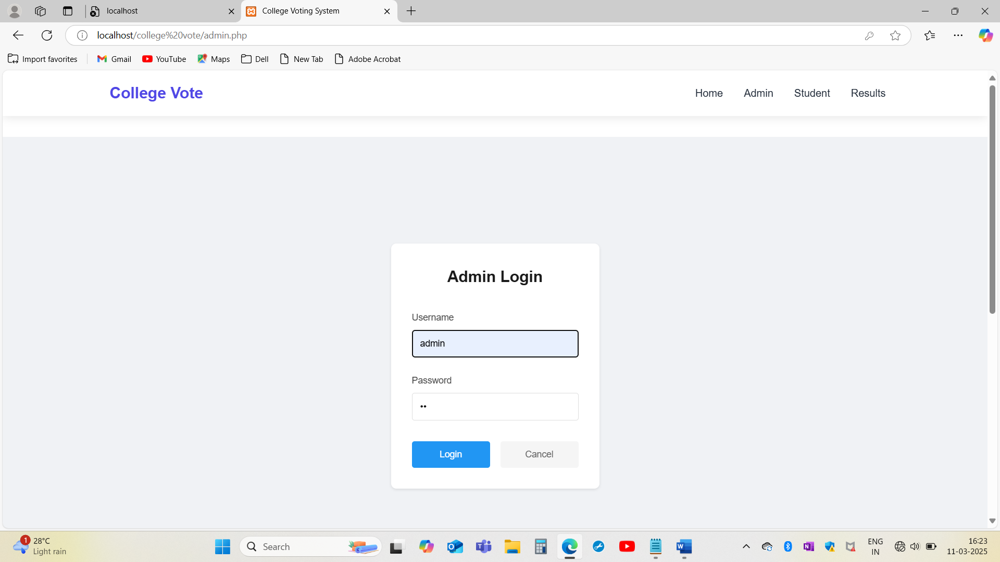 localhost
College Voting System
localhost/college%20vote/admin.php
Import favorites
Gmail
YouTube
Maps
Dell
New Tab
Adobe Acrobat
College Vote
Home
Admin
Student
Results
Admin Login
Username
admin
Password
••
Login
Cancel
1
28°C
Light rain
Search
ENG
IN
16:23
11-03-2025